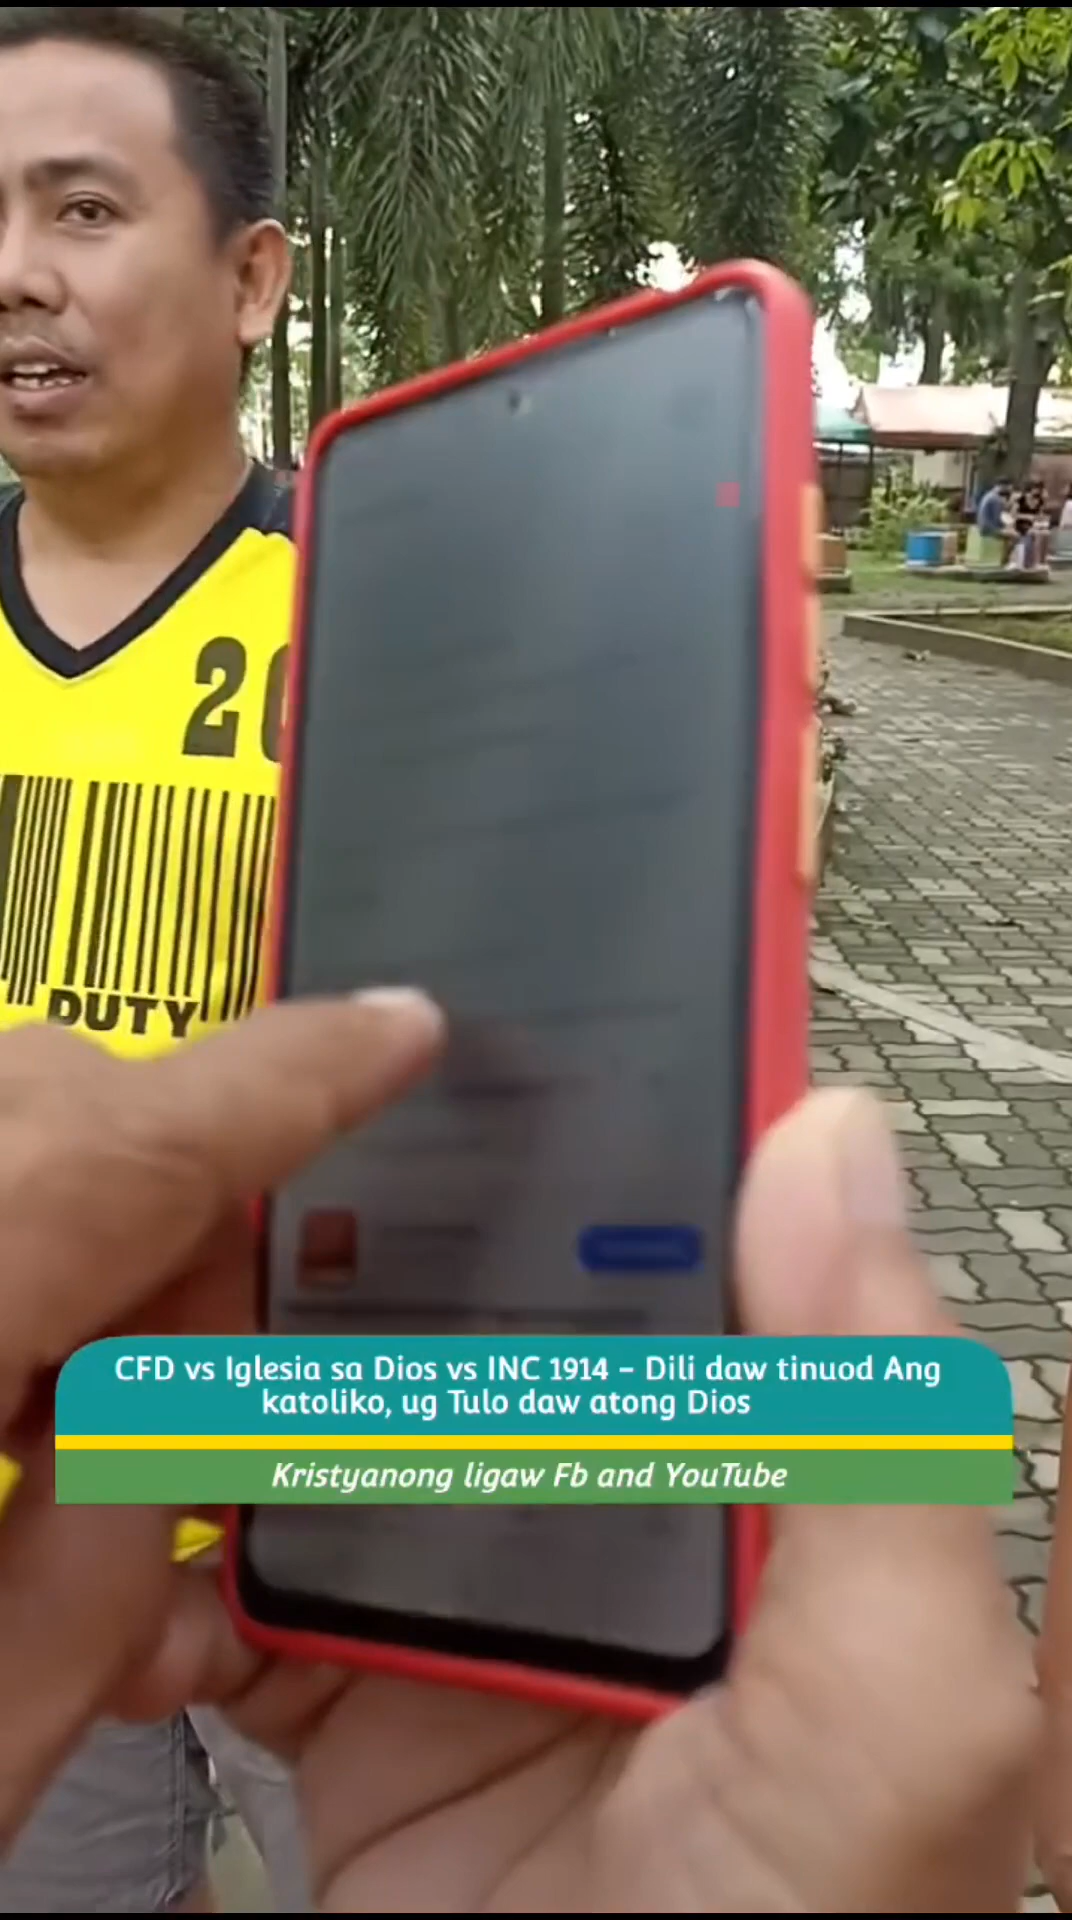 20
DUTY
CFD vs Iglesia sa Dios vs INC 1914 - Dili daw tinuod Ang
katoliko, ug Tulo daw atong Dios
Kristyanong ligaw Fb and YouTube